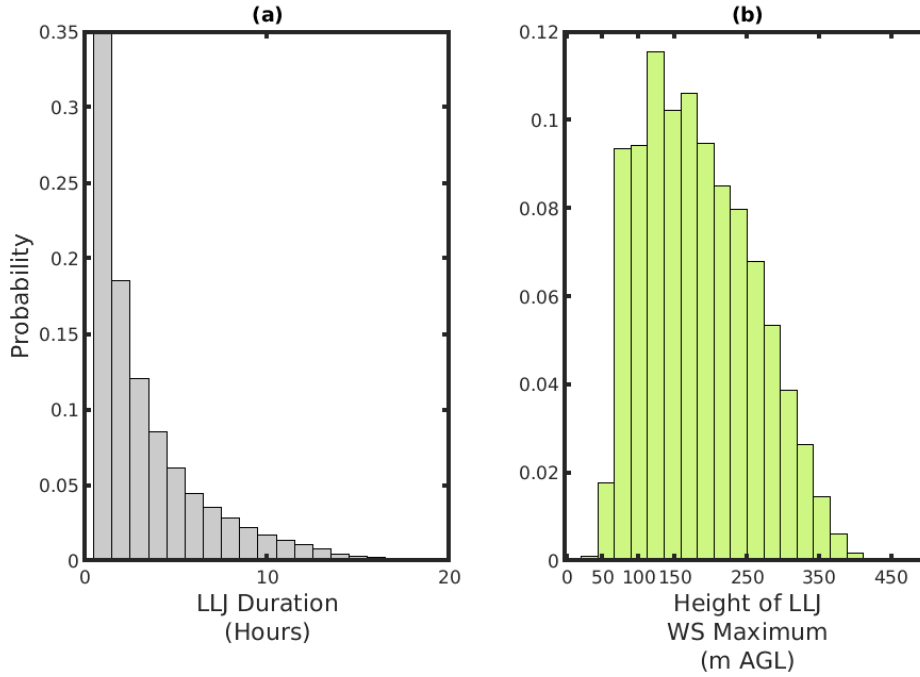 (a)
0.35
0.3
0.25
0.2
0.15
0.1
0.05
0
Probability
0 10 20
LLJ Duration
(Hours)
(b)
0.12
0.1
0.08
0.06
0.04
0.02
0
0 50 100 150 250 350 450
Height of LLJ
WS Maximum
(m AGL)